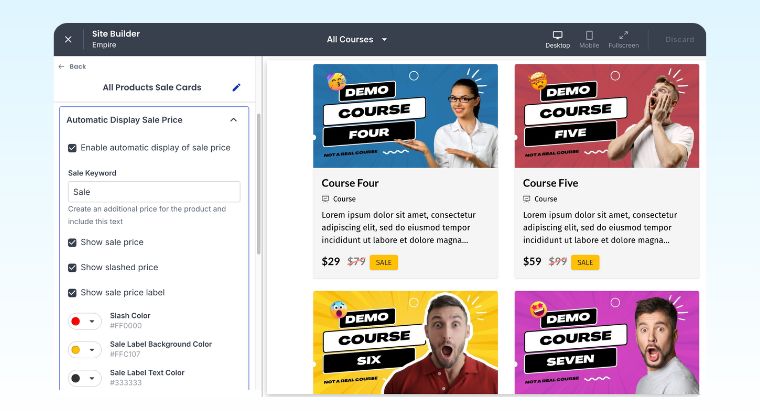 Site Builder
Empire
All Courses
Desktop
Mobile
Fullscreen
Discard
Back
All Products Sale Cards
Automatic Display Sale Price
Enable automatic display of sale price
Sale Keyword
Sale
Create an additional price for the product and
include this text
Show sale price
Show slashed price
Show sale price label
Slash Color
#FF0000
Sale Label Background Color
#FFC107
Sale Label Text Color
#333333
DEMO
COURSE
FOUR
NOT A REAL COURSE
Course Four
Course
Lorem ipsum dolor sit amet, consectetur
adipiscing elit, sed do eiusmod tempor
incididunt ut labore et dolore magna...
$29 $79 SALE
DEMO
COURSE
FIVE
NOT A REAL COURSE
Course Five
Course
Lorem ipsum dolor sit amet, consectetur
adipiscing elit, sed do eiusmod tempor
incididunt ut labore et dolore magna...
$59 $99 SALE
DEMO
COURSE
SIX
NOT A REAL COURSE
DEMO
COURSE
SEVEN
NOT A REAL COURSE